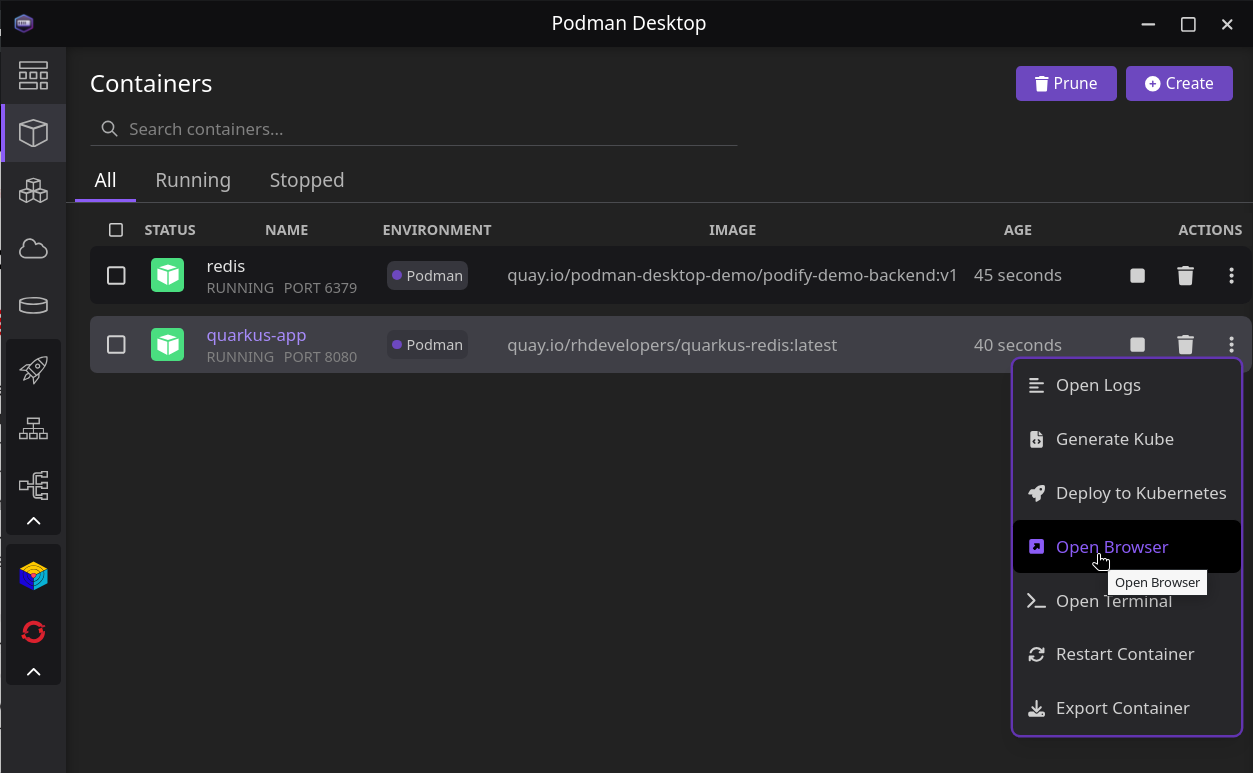 Podman Desktop
Containers
Prune
Create
Search containers...
All Running Stopped
STATUS NAME ENVIRONMENT IMAGE AGE ACTIONS
redis
RUNNING PORT 6379
Podman
quay.io/podman-desktop-demo/podify-demo-backend:v1
45 seconds
quarkus-app
RUNNING PORT 8080
Podman
quay.io/rhdevelopers/quarkus-redis:latest
40 seconds
Open Logs
Generate Kube
Deploy to Kubernetes
Open Browser
Open Browser
Open Terminal
Restart Container
Export Container